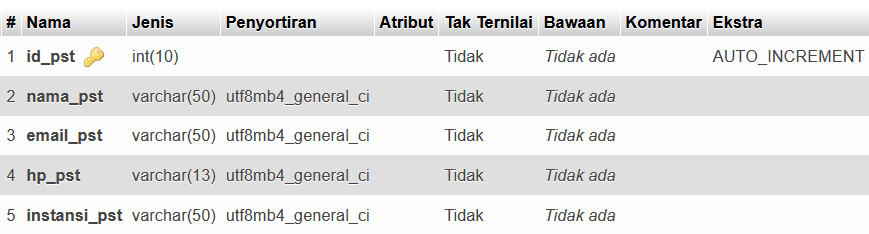 # Nama Jenis Penyortiran Atribut Tak Ternilai Bawaan Komentar Ekstra
1 id_pst int(10) Tidak Tidak ada AUTO_INCREMENT
2 nama_pst varchar(50) utf8mb4_general_ci Tidak Tidak ada
3 email_pst varchar(50) utf8mb4_general_ci Tidak Tidak ada
4 hp_pst varchar(13) utf8mb4_general_ci Tidak Tidak ada
5 instansi_pst varchar(50) utf8mb4_general_ci Tidak Tidak ada